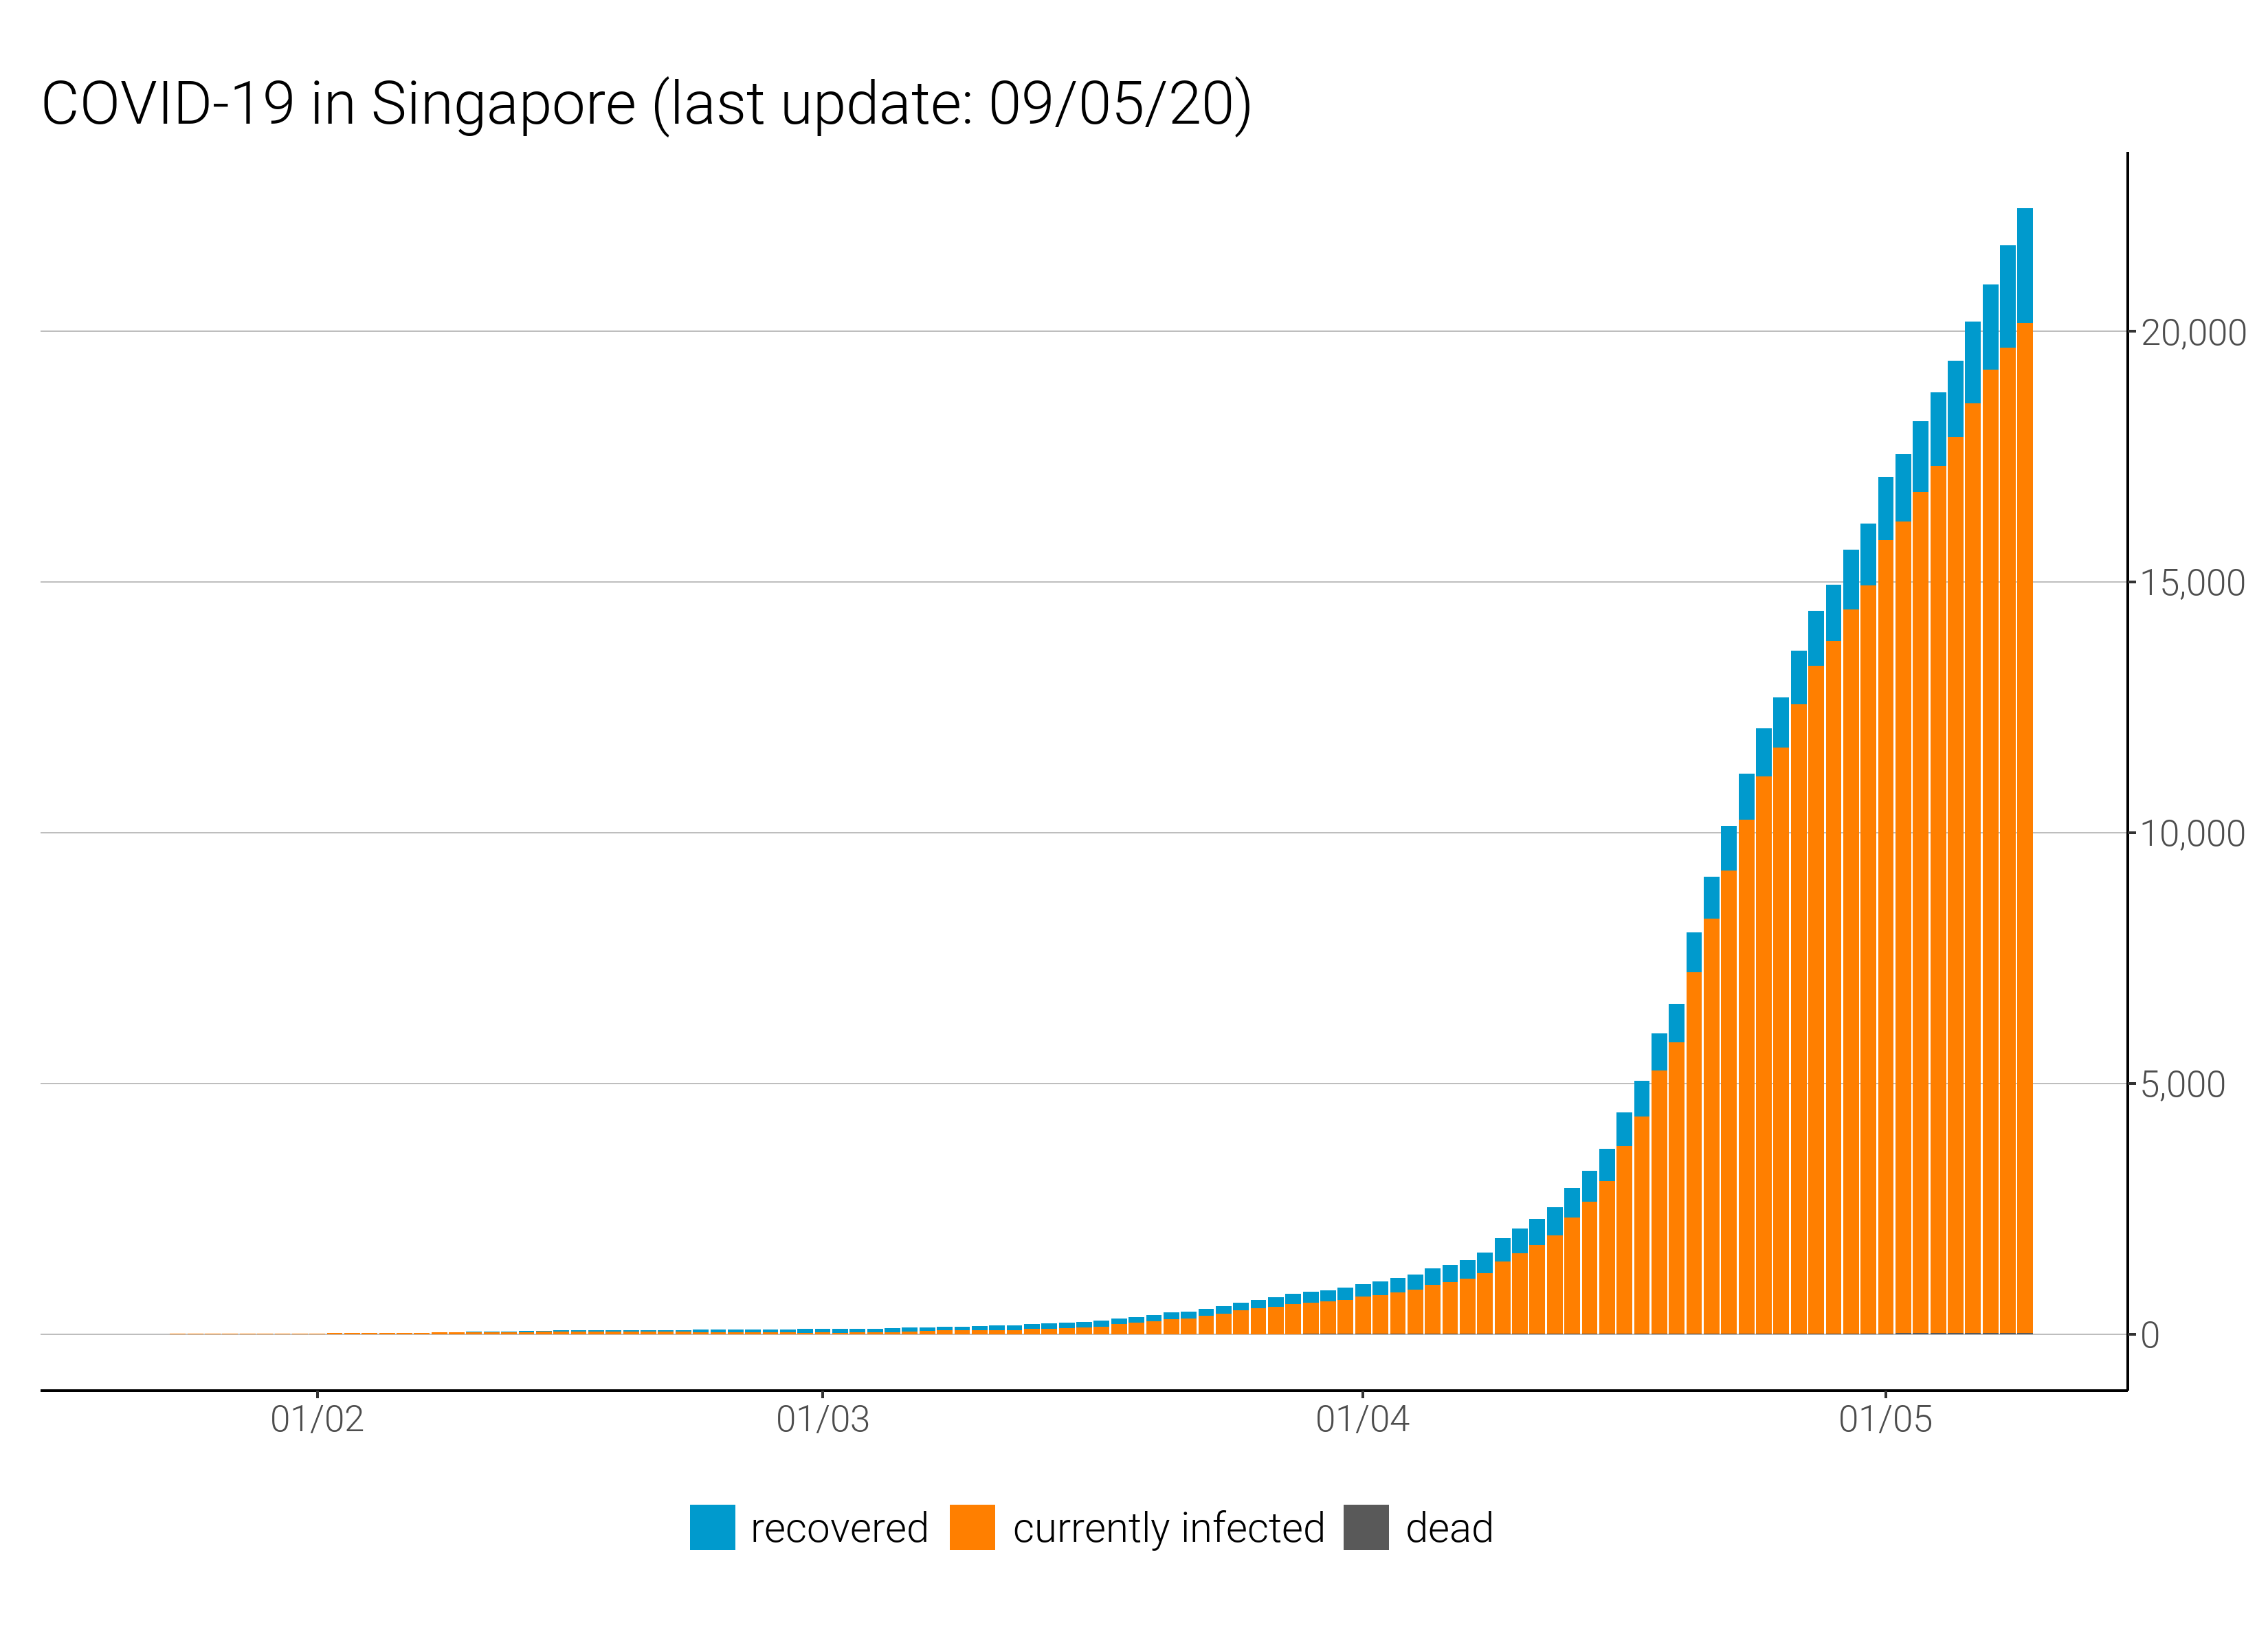 COVID-19 in Singapore (last update: 09/05/20)
20,000
15,000
10,000
5,000
0
01/02 01/03 01/04 01/05
recovered currently infected dead